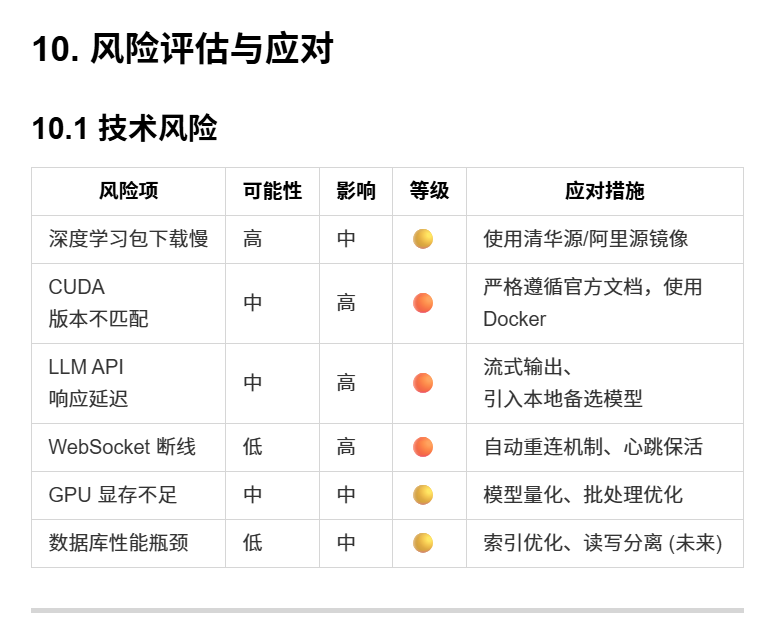 10. 风险评估与应对
10.1 技术风险
风险项 可能性 影响 等级 应对措施
深度学习包下载慢 高 中 🟡 使用清华源/阿里源镜像
CUDA
版本不匹配 中 高 🔴 严格遵循官方文档，使用
Docker
LLM API
响应延迟 中 高 🔴 流式输出、
引入本地备选模型
WebSocket 断线 低 高 🔴 自动重连机制、心跳保活
GPU 显存不足 中 中 🟡 模型量化、批处理优化
数据库性能瓶颈 低 中 🟡 索引优化、读写分离 (未来)